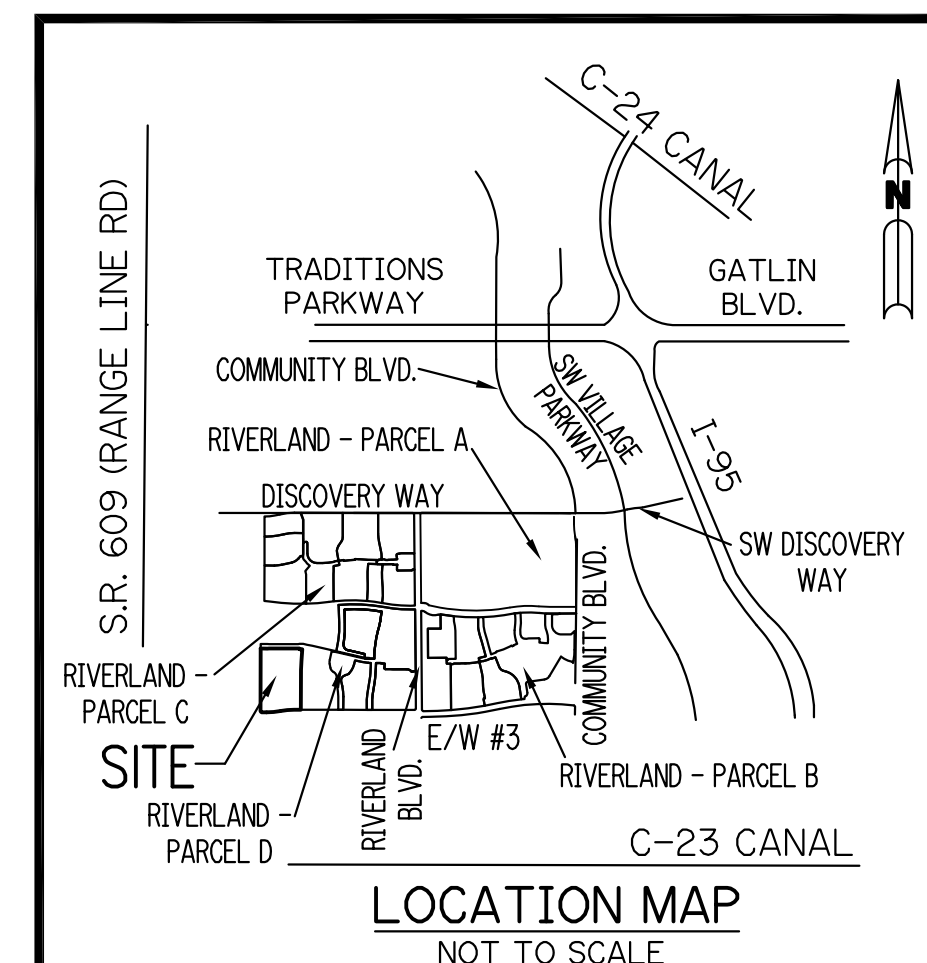 C-24 CANAL
N
S.R. 609 (RANGE LINE RD)
TRADITIONS
PARKWAY
GATLIN
BLVD.
COMMUNITY BLVD.
SW VILLAGE
PARKWAY
RIVERLAND - PARCEL A
I-95
DISCOVERY WAY
SW DISCOVERY
WAY
COMMUNITY BLVD.
RIVERLAND -
PARCEL C
SITE
E/W #3
RIVERLAND
BLVD.
RIVERLAND - PARCEL B
RIVERLAND -
PARCEL D
C-23 CANAL
LOCATION MAP
NOT TO SCALE